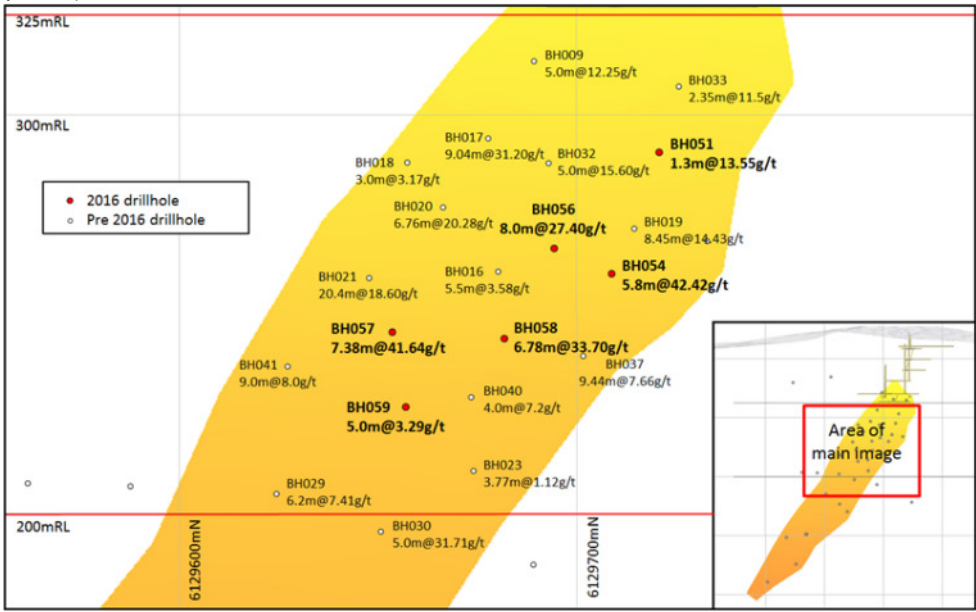 325mRL
BH009
5.0m@12.25g/t
BH033
2.35m@11.5g/t
300mRL
BH017
9.04m@31.20g/t
BH051
1.3m@13.55g/t
BH018
3.0m@3.17g/t
BH032
5.0m@15.60g/t
2016 drillhole
Pre 2016 drillhole
BH020
6.76m@20.28g/t
BH056
8.0m@27.40g/t
BH019
8.45m@14.43g/t
BH021
20.4m@18.60g/t
BH016
5.5m@3.58g/t
BH054
5.8m@42.42g/t
BH057
7.38m@41.64g/t
BH058
6.78m@33.70g/t
BH041
9.0m@8.0g/t
BH037
9.44m@7.66g/t
BH040
4.0m@7.2g/t
BH059
5.0m@3.29g/t
Area of
main image
BH023
3.77m@1.12g/t
BH029
6.2m@7.41g/t
200mRL
BH030
5.0m@31.71g/t
6129600mN
6129700mN